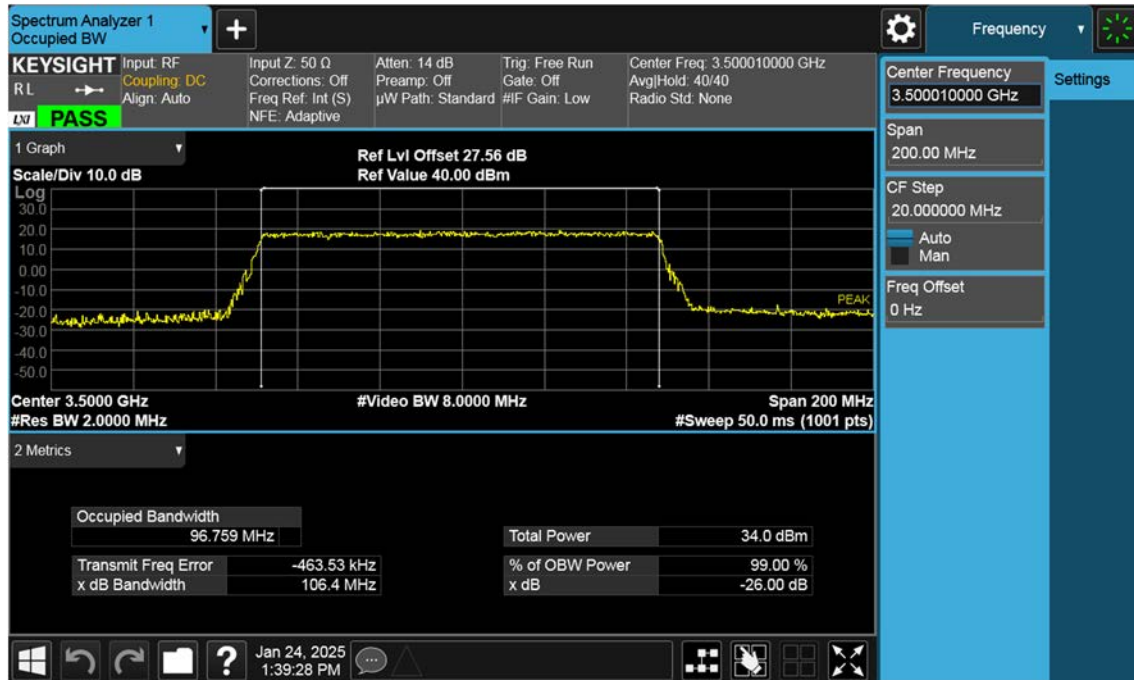 Spectrum Analyzer 1
Occupied BW
+
Frequency
KEYSIGHT
RL
LXI
PASS
Input: RF
Coupling: DC
Align: Auto
Input Z: 50 Ω
Corrections: Off
Freq Ref: Int (S)
NFE: Adaptive
Atten: 14 dB
Preamp: Off
µW Path: Standard
Trig: Free Run
Gate: Off
#IF Gain: Low
Center Freq: 3.500010000 GHz
Avg|Hold: 40/40
Radio Std: None
Center Frequency
3.500010000 GHz
Settings
Span
200.00 MHz
CF Step
20.000000 MHz
Auto
Man
Freq Offset
0 Hz
1 Graph
Ref Lvl Offset 27.56 dB
Scale/Div 10.0 dB
Ref Value 40.00 dBm
Log
30.0
20.0
10.0
0.00
-10.0
-20.0
-30.0
-40.0
-50.0
PEAK
Center 3.5000 GHz
#Video BW 8.0000 MHz
Span 200 MHz
#Res BW 2.0000 MHz
#Sweep 50.0 ms (1001 pts)
2 Metrics
Occupied Bandwidth
96.759 MHz
Total Power 34.0 dBm
Transmit Freq Error -463.53 kHz
% of OBW Power 99.00 %
x dB Bandwidth 106.4 MHz
x dB -26.00 dB
?
Jan 24, 2025
1:39:28 PM